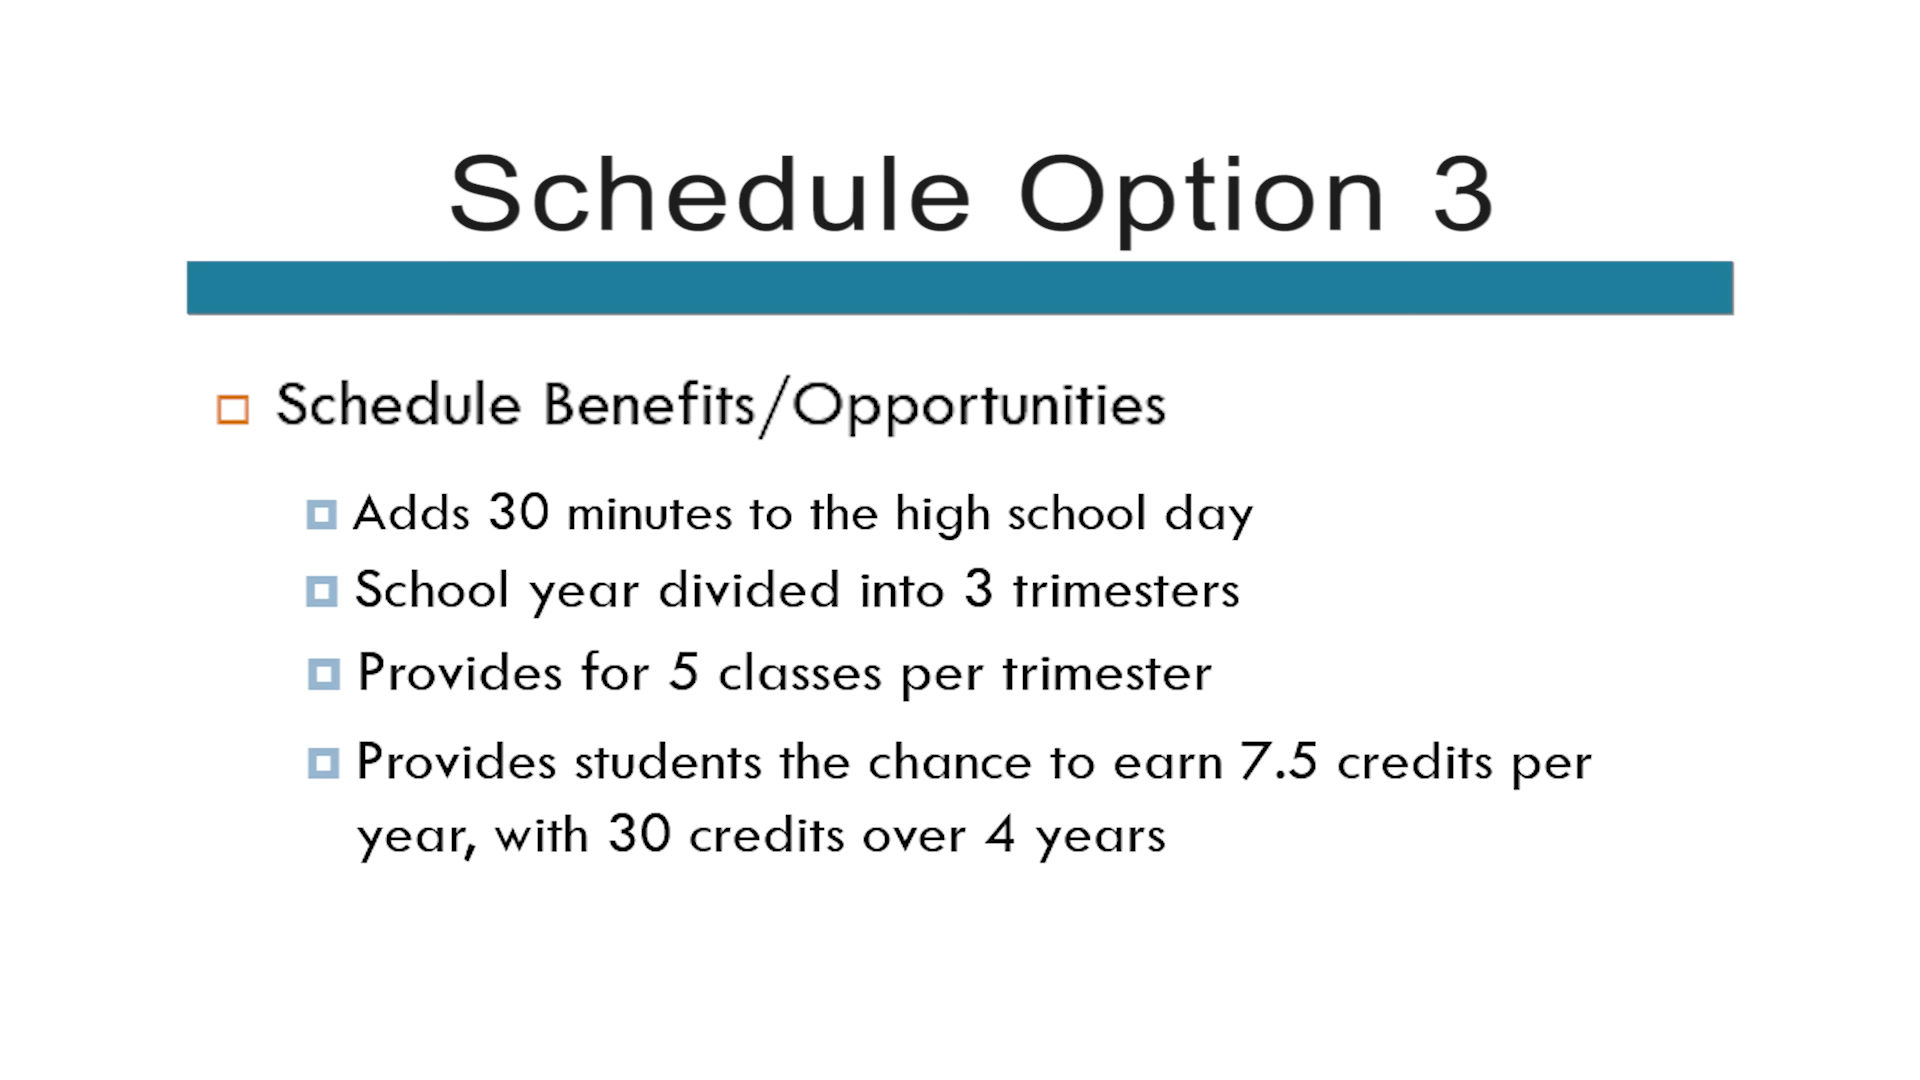 Schedule Option 3
Schedule Benefits/Opportunities
Adds 30 minutes to the high school day
School year divided into 3 trimesters
Provides for 5 classes per trimester
Provides students the chance to earn 7.5 credits per
year, with 30 credits over 4 years